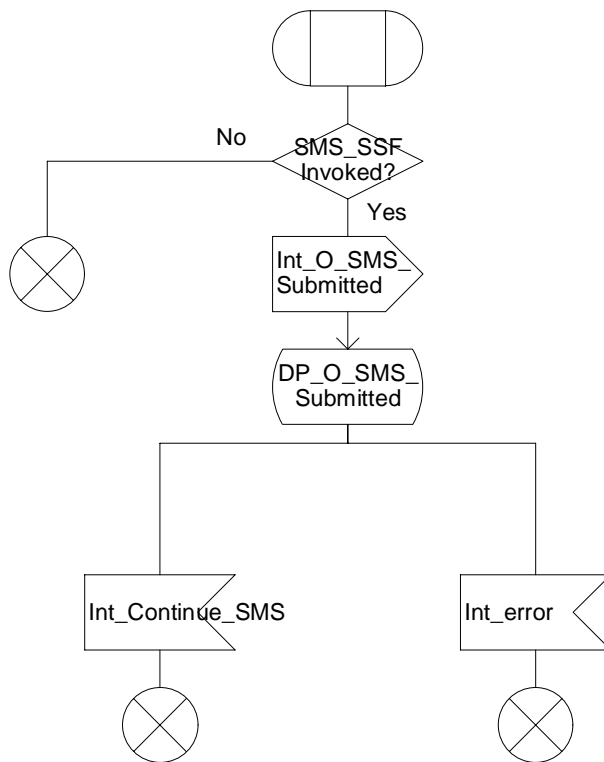 No
SMS_SSF
Invoked?
Yes
Int_O_SMS_
Submitted
DP_O_SMS_
Submitted
Int_Continue_SMS
Int_error